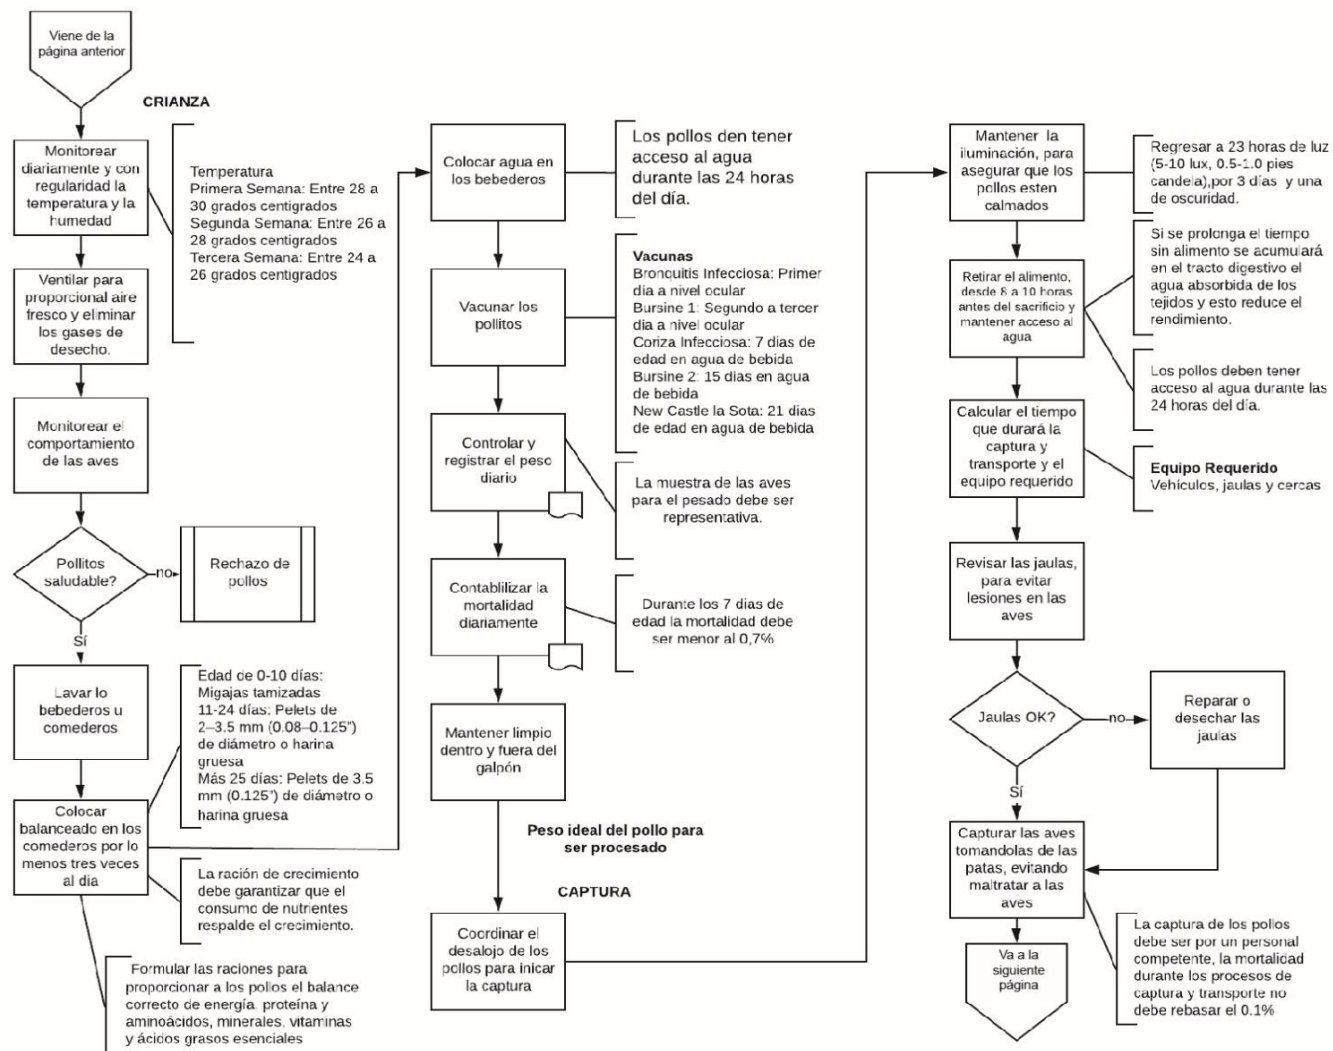 Viene de la
página anterior
CRIANZA
Monitorear
diariamente y con
regularidad la
temperatura y la
humedad
Temperatura
Primera Semana: Entre 28 a
30 grados centigrados
Segunda Semana: Entre 26 a
28 grados centigrados
Tercera Semana: Entre 24 a
26 grados centigrados
Ventilar para
proporcional aire
fresco y eliminar
los gases de
desecho.
Monitorear el
comportamiento
de las aves
Pollitos
saludable?
no
Rechazo de
pollos
Sí
Lavar lo
bebederos u
comederos
Edad de 0-10 días:
Migajas tamizadas
11-24 días: Pelets de
2–3.5 mm (0.08–0.125”)
de diámetro o harina
gruesa
Más 25 días: Pelets de 3.5
mm (0.125”) de diámetro o
harina gruesa
Colocar
balanceado en los
comederos por lo
menos tres veces
al dia
La ración de crecimiento
debe garantizar que el
consumo de nutrientes
respalde el crecimiento.
Formular las raciones para
proporcionar a los pollos el balance
correcto de energía, proteína y
aminoácidos, minerales, vitaminas
y ácidos grasos esenciales
Colocar agua en
los bebederos
Los pollos den tener
acceso al agua
durante las 24 horas
del día.
Vacunar los
pollitos
Vacunas
Bronquitis Infecciosa: Primer
dia a nivel ocular
Bursine 1: Segundo a tercer
dia a nivel ocular
Coriza Infecciosa: 7 dias de
edad en agua de bebida
Bursine 2: 15 dias en agua
de bebida
New Castle la Sota: 21 dias
de edad en agua de bebida
Controlar y
registrar el peso
diario
La muestra de las aves
para el pesado debe ser
representativa.
Contablilizar la
mortalidad
diariamente
Durante los 7 dias de
edad la mortalidad debe
ser menor al 0,7%
Mantener limpio
dentro y fuera del
galpón
Peso ideal del pollo para
ser procesado
CAPTURA
Coordinar el
desalojo de los
pollos para inicar
la captura
Mantener la
iluminación, para
asegurar que los
pollos esten
calmados
Regresar a 23 horas de luz
(5-10 lux, 0.5-1.0 pies
candela),por 3 días y una
de oscuridad.
Retirar el alimento,
desde 8 a 10 horas
antes del sacrificio y
mantener acceso al
agua
Si se prolonga el tiempo
sin alimento se acumulará
en el tracto digestivo el
agua absorbida de los
tejidos y esto reduce el
rendimiento.
Los pollos deben tener
acceso al agua durante las
24 horas del día.
Calcular el tiempo
que durará la
captura y
transporte y el
equipo requerido
Equipo Requerido
Vehículos, jaulas y cercas
Revisar las jaulas,
para evitar
lesiones en las
aves
Jaulas OK?
no
Reparar o
desechar las
jaulas
Sí
Capturar las aves
tomandolas de las
patas, evitando
maltratar a las
aves
La captura de los pollos
debe ser por un personal
competente, la mortalidad
durante los procesos de
captura y transporte no
debe rebasar el 0.1%
Va a la
siguiente
página